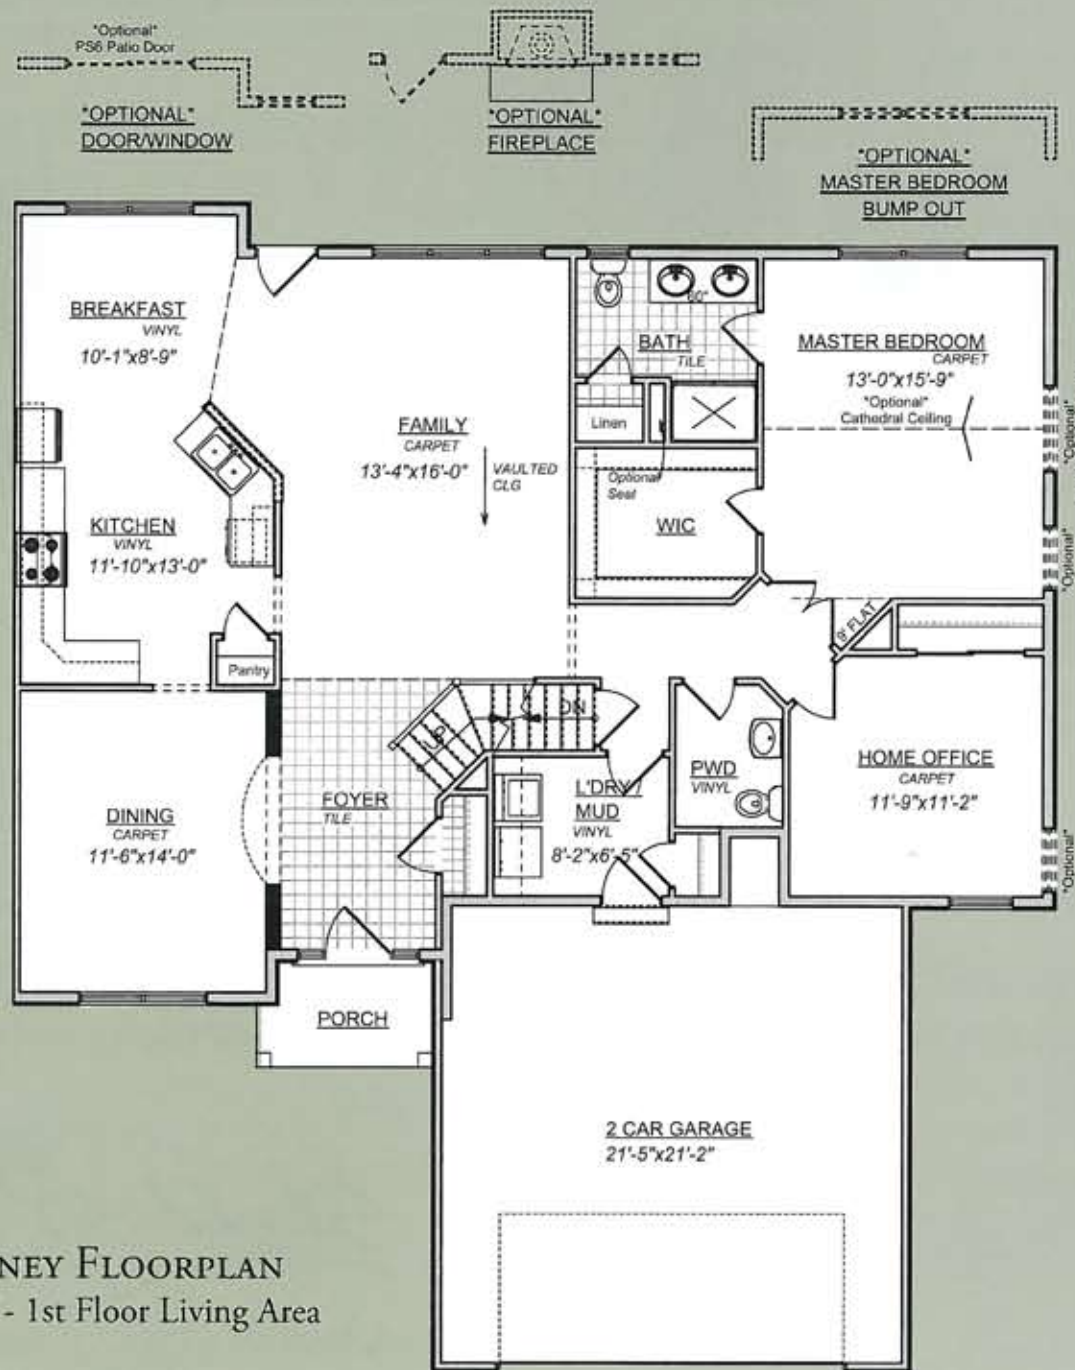 "Optional"
PS6 Patio Door
"OPTIONAL"
DOOR/WINDOW
"OPTIONAL"
FIREPLACE
"OPTIONAL"
MASTER BEDROOM
BUMP OUT
BREAKFAST
VINYL
10'-1"x8'-9"
FAMILY
CARPET
13'-4"x16'-0"
VAULTED
CLG
60"
BATH
TILE
Linen
Optional
Seat
WIC
MASTER BEDROOM
CARPET
13'-0"x15'-9"
"Optional"
Cathedral Ceiling
"Optional"
"Optional"
9' FLAT
KITCHEN
VINYL
11'-10"x13'-0"
Pantry
DINING
CARPET
11'-6"x14'-0"
FOYER
TILE
UP
DN
L'DRY /
MUD
VINYL
8'-2"x6'-5"
PWD
VINYL
HOME OFFICE
CARPET
11'-9"x11'-2"
"Optional"
PORCH
2 CAR GARAGE
21'-5"x21'-2"
NEY FLOORPLAN
- 1st Floor Living Area